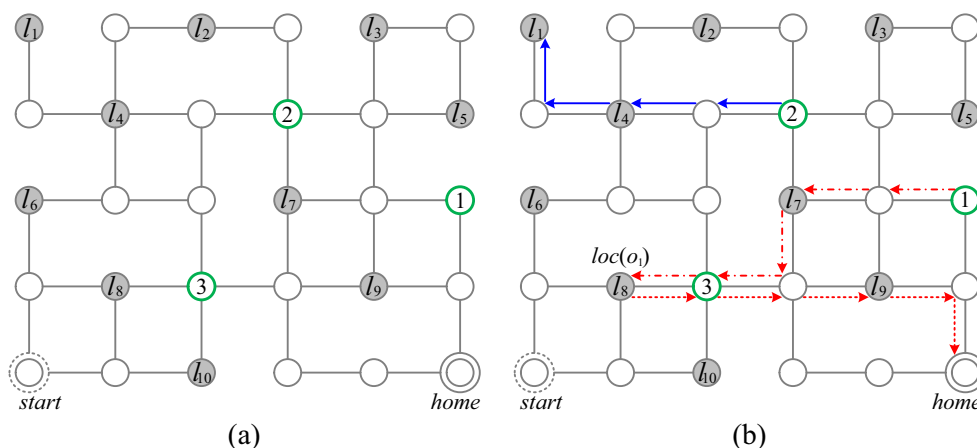 l1 l2 l3
l4 2 l5
l6 l7 1
l8 3 l9
l10
start home
(a)
l1 l2 l3
l4 2 l5
l6 l7 1
loc(o1)
l8 3 l9
l10
start home
(b)